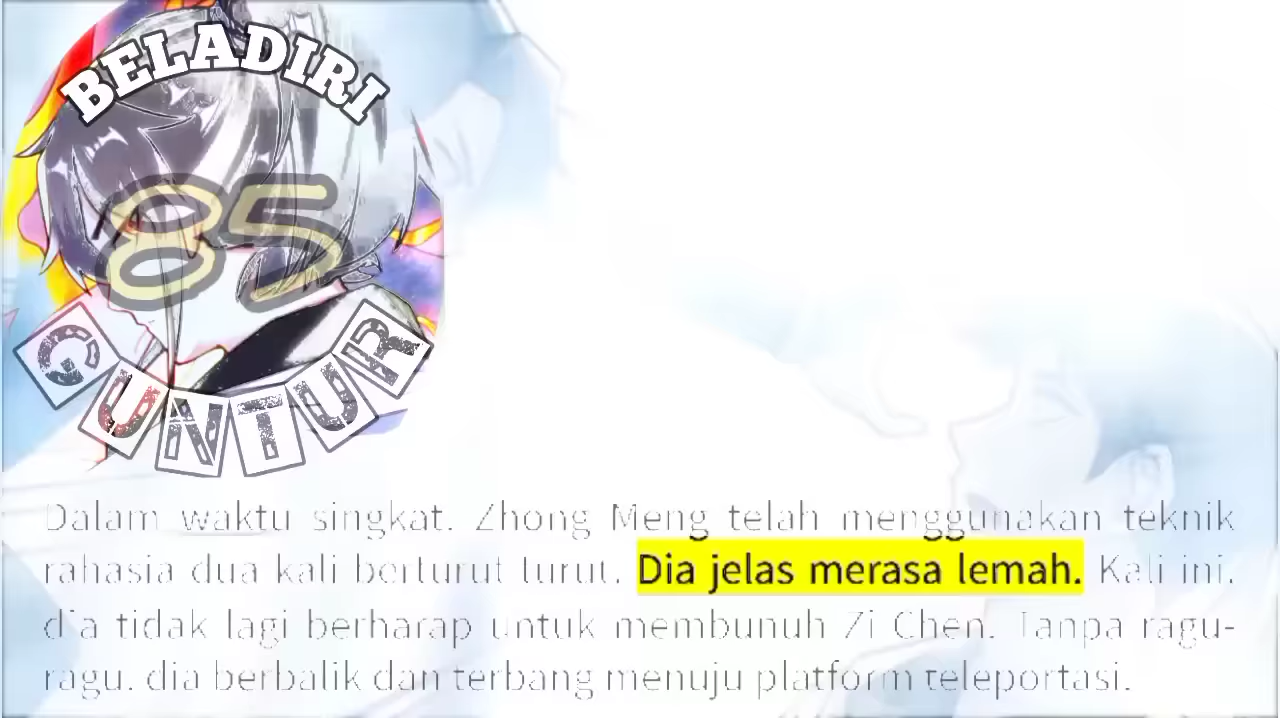 BELADIRI
85
GUNTUR
Dalam waktu singkat. Zhong Meng telah menggunakan teknik
rahasia dua kali berturut turut. Dia jelas merasa lemah. Kali ini.
dia tidak lagi berharap untuk membunuh Zi Chen. Tanpa ragu-
ragu. dia berbalik dan terbang menuju platform teleportasi.